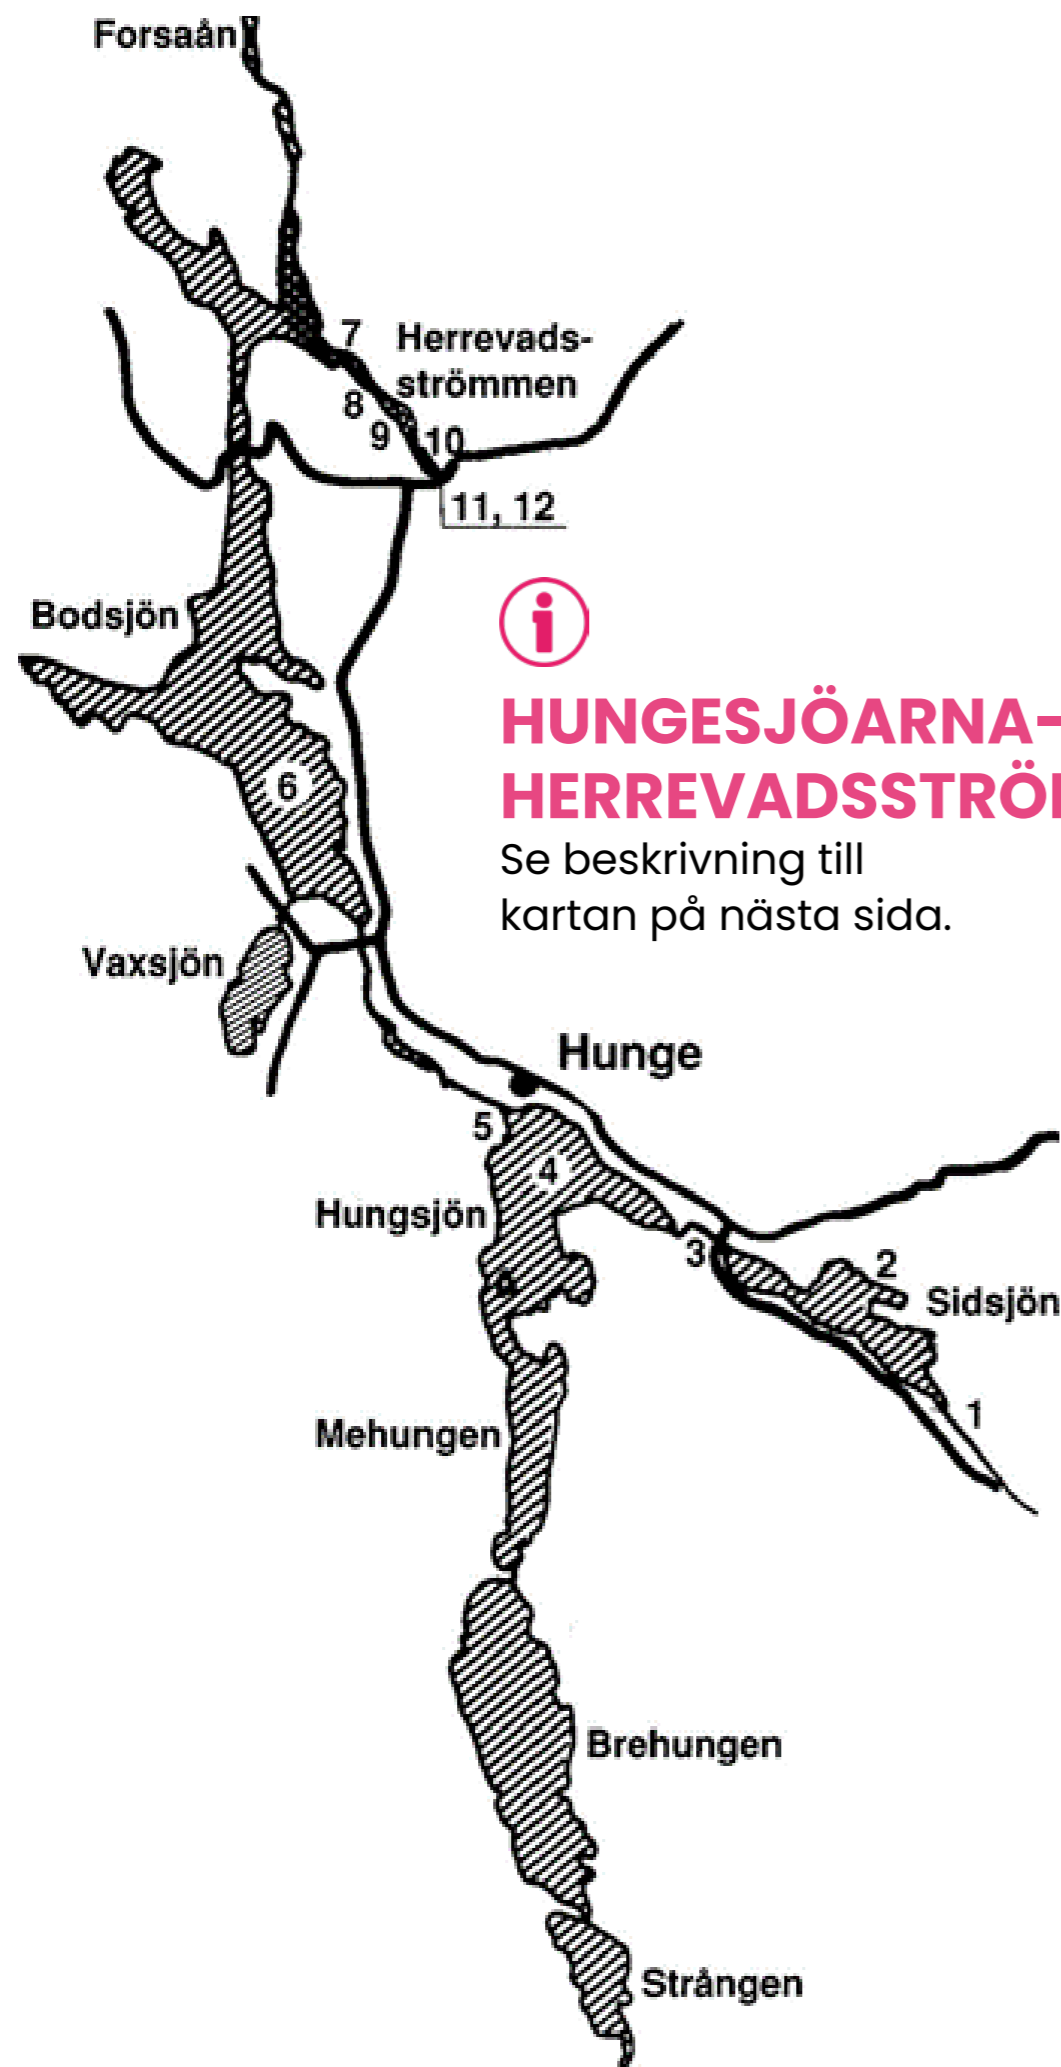 Forsaån
7
Herrevads-
strömmen
8
9
10
11, 12
Bodsjön
HUNGESJÖARNA-
6
Se beskrivning till
kartan på nästa sida.
Vaxsjön
Hunge
5
4
Hungsjön
3
2
Sidsjön
1
Mehungen
Brehungen
Strången